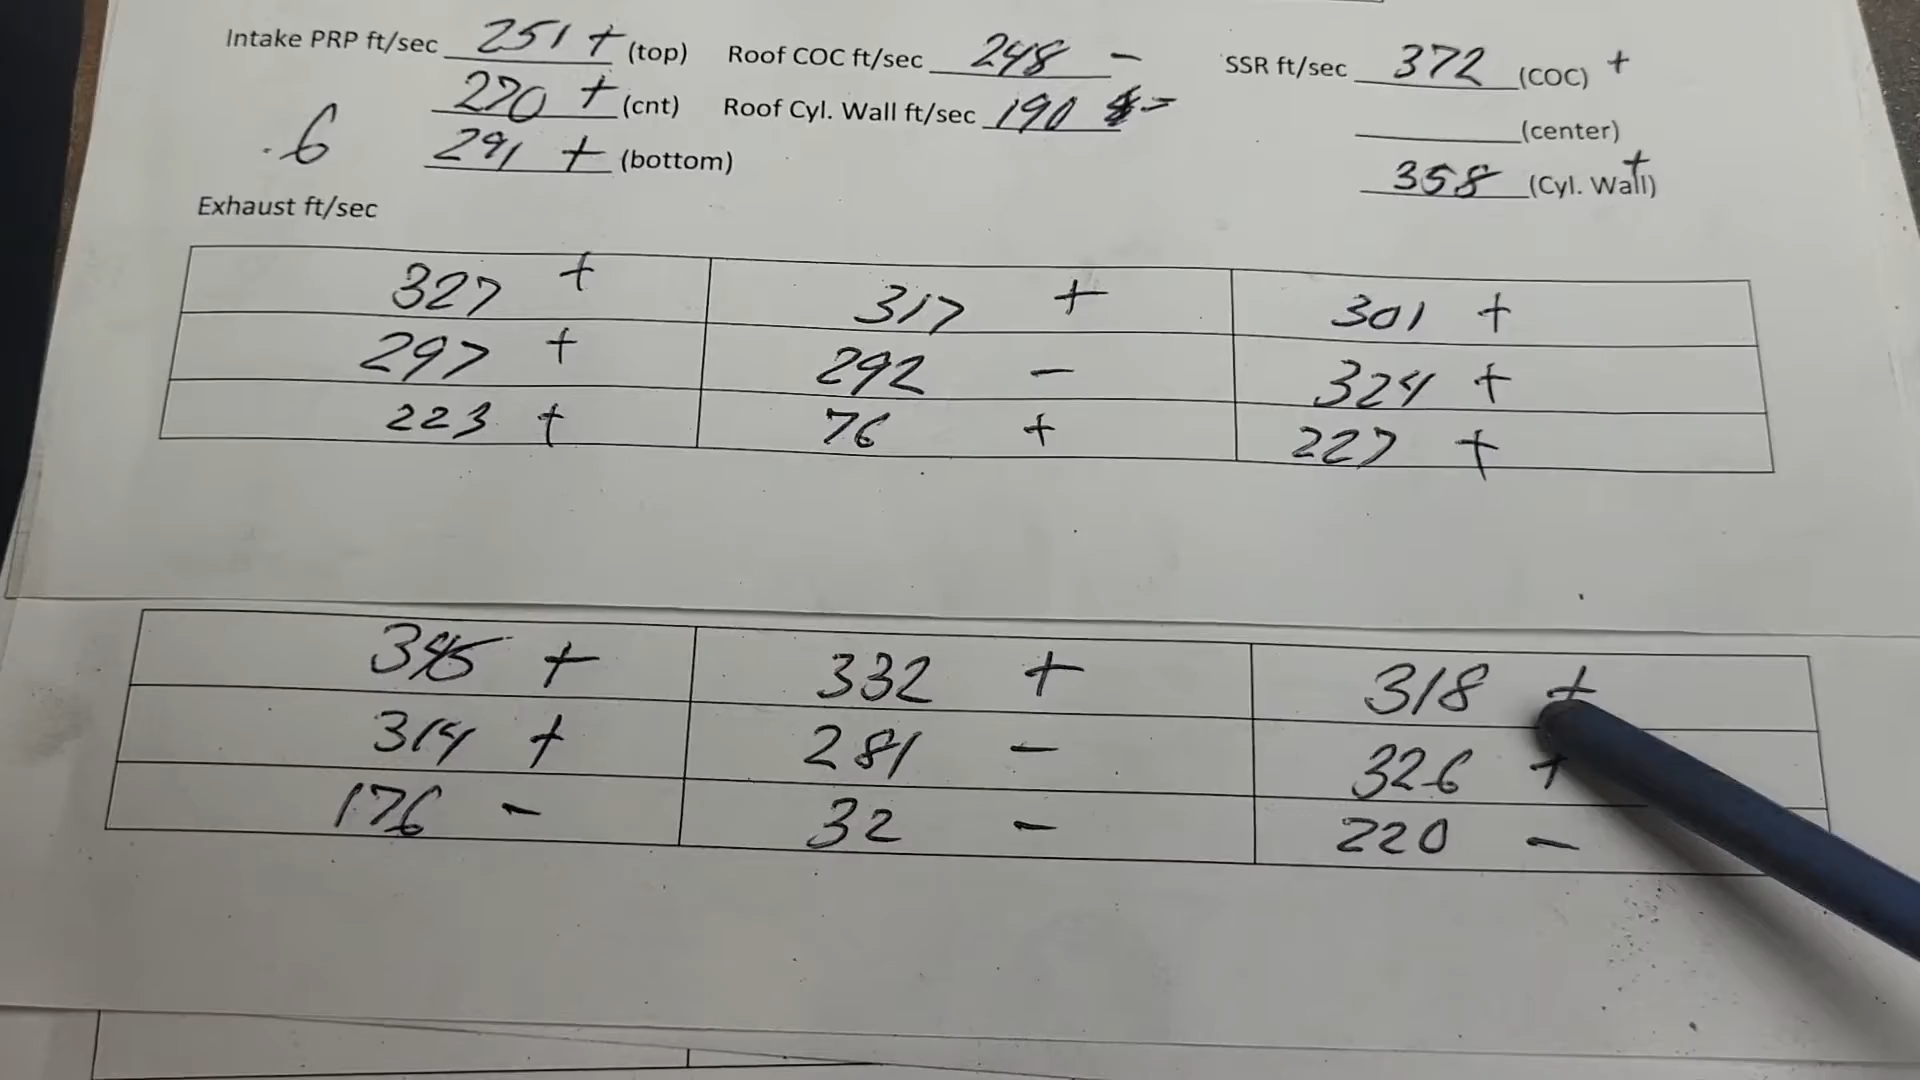 Intake PRP ft/sec 251 + (top) Roof COC ft/sec 248 - SSR ft/sec 372 (COC) +
270 + (cnt) Roof Cyl. Wall ft/sec 190 - (center)
.6 291 + (bottom) 358 (Cyl. Wall) +
Exhaust ft/sec
327 + 317 + 301 +
297 + 292 - 324 +
223 + 76 + 227 +
345 + 332 + 318 +
314 + 281 - 326 +
176 - 32 - 220 -